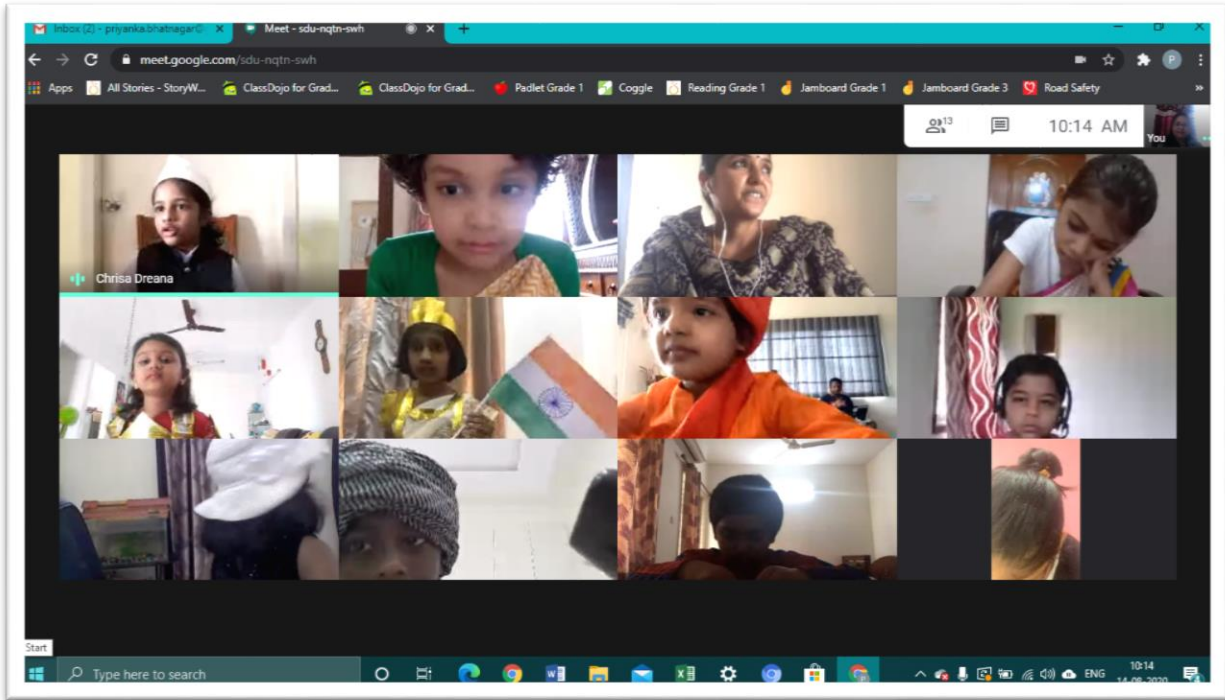 Inbox (2) - priyanka.bhatnagar@
Meet - sdu-nqtn-swh
meet.google.com/sdu-nqtn-swh
P
Apps
All Stories - StoryW...
ClassDojo for Grad...
ClassDojo for Grad...
Padlet Grade 1
Coggle
Reading Grade 1
Jamboard Grade 1
Jamboard Grade 3
Road Safety
»
13
10:14 AM
You
Chrisa Dreana
Start
Type here to search
ENG
10:14
14-08-2020